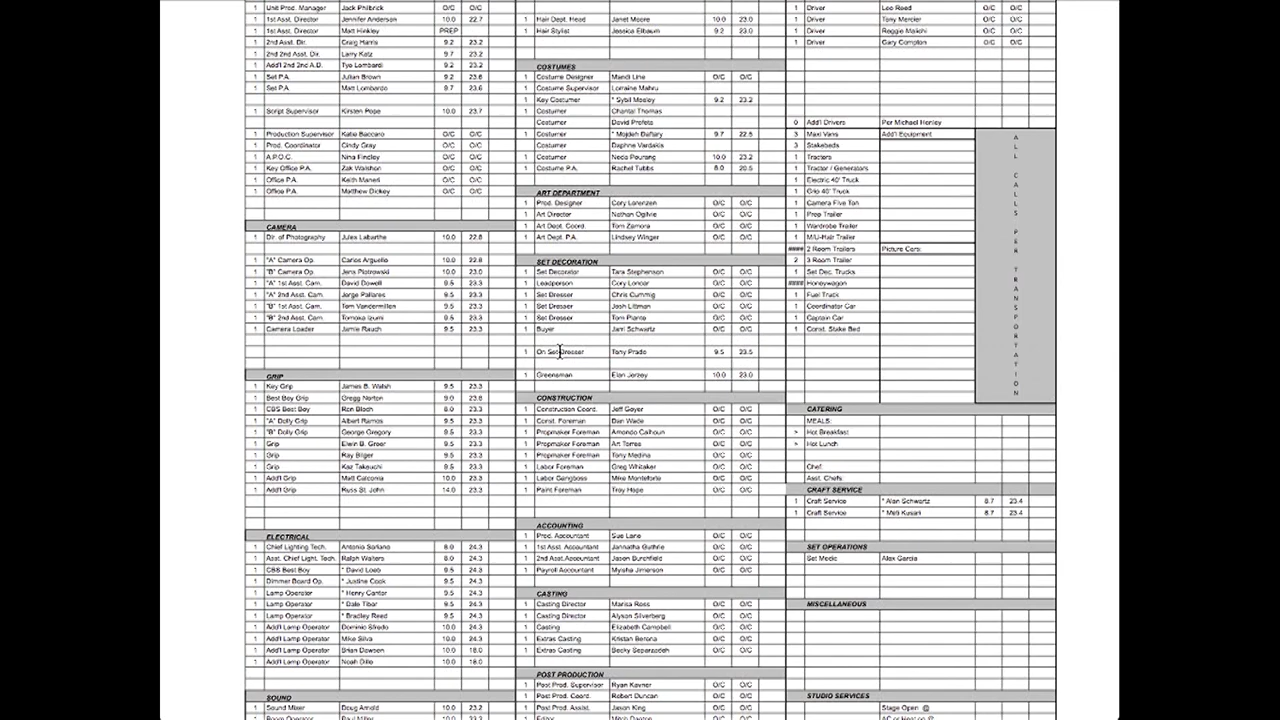 1 Unit Prod. Manager Jack Philbrick O/C O/C
1 1st Asst. Director Jennifer Anderson 10.0 22.7
1 1st Asst. Director Matt Hinkley PREP
1 2nd Asst. Dir. Craig Harris 9.2 23.2
1 2nd 2nd Asst. Dir. Larry Katz 9.7 23.2
1 Add'l 2nd 2nd A.D. Tyo Lombardi 9.2 23.2
1 Set P.A. Julian Brown 9.2 23.8
1 Set P.A. Matt Lombardo 9.7 23.6
1 Script Supervisor Kirsten Pope 10.0 23.7
1 Production Supervisor Katie Baccaro O/C O/C
1 Prod. Coordinator Cindy Gray O/C O/C
1 A.P.O.C. Nina Findley O/C O/C
1 Key Office P.A. Zak Walshon O/C O/C
1 Office P.A. Keith Maneri O/C O/C
1 Office P.A. Matthew Dickey O/C O/C
CAMERA
1 Dir. of Photography Jules Labarthe 10.0 22.8
1 "A" Camera Op. Carlos Arguello 10.0 22.8
1 "B" Camera Op. Jens Piotrowski 10.0 23.0
1 "A" 1st Asst. Cam. David Edwards 9.5 23.3
1 "A" 2nd Asst. Cam. Jorge Pallares 9.5 23.3
1 "B" 1st Asst. Cam. Tom Vandermillen 9.5 23.3
1 "B" 2nd Asst. Cam. Tomoka Izumi 9.5 23.3
1 Camera Loader Jamie Rauch 9.5 23.3
GRIP
1 Key Grip James B. Walsh 9.5 23.3
1 Best Boy Grip Gregg Norton 9.0 23.8
1 CBS Best Boy Ron Bloch 8.0 23.3
1 "A" Dolly Grip Albert Ramos 9.5 23.3
1 "B" Dolly Grip George Gregory 9.5 23.3
1 Grip Elwin B. Greer 9.5 23.3
1 Grip Ray Bilger 9.5 23.3
1 Grip Kaz Takeuchi 9.5 23.3
1 Add'l Grip Matt Calconia 10.0 23.3
1 Add'l Grip Russ St. John 14.0 23.3
ELECTRICAL
1 Chief Lighting Tech. Antonio Soriano 8.0 24.3
1 Asst. Chief Light. Tech. Ralph Walters 8.0 24.3
1 CBS Best Boy * David Loeb 9.5 24.3
1 Dimmer Board Op. * Justine Cook 9.5 24.3
1 Lamp Operator * Henry Cantor 9.5 24.3
1 Lamp Operator * Dale Tibar 9.5 24.3
1 Lamp Operator * Bradley Reed 9.5 24.3
1 Add'l Lamp Operator Dominic Sfredo 10.0 24.3
1 Add'l Lamp Operator Mike Silva 10.0 24.3
1 Add'l Lamp Operator Brian Dawson 10.0 18.0
1 Add'l Lamp Operator Noah Dille 10.0 18.0
SOUND
1 Sound Mixer Doug Arnold 10.0 23.2
1 Hair Dept. Head Janet Moore 10.0 23.0
1 Hair Stylist Jessica Elbaum 9.2 23.0
COSTUMES
1 Costume Designer Mandi Line O/C O/C
1 Costume Supervisor Lorraine Mahru
1 Key Costumer * Sybil Mosley 9.2 23.2
1 Costumer Chantal Thomas
Costumer David Profeta
1 Costumer * Mojdeh Daftary 9.7 22.5
Costumer Daphne Vardakis
1 Costumer Neda Pourang 10.0 23.2
1 Costume P.A. Rachel Tubbs 8.0 20.5
ART DEPARTMENT
1 Prod. Designer Cory Lorenzen O/C O/C
1 Art Director Nathan Ogilvie O/C O/C
1 Art Dept. Coord. Tom Zamora O/C O/C
1 Art Dept. P.A. Lindsey Winger O/C O/C
SET DECORATION
1 Set Decorator Tara Stephenson O/C O/C
1 Leadperson Cory Loncar O/C O/C
1 Set Dresser Chris Cummig O/C O/C
1 Set Dresser Josh Litman O/C O/C
1 Set Dresser Tom Plante O/C O/C
1 Buyer Jami Schwartz O/C O/C
1 On Set Dresser Tony Prado 9.5 23.5
1 Greensman Elan Jerzey 10.0 23.0
CONSTRUCTION
1 Construction Coord. Jeff Goyer O/C O/C
1 Const. Foreman Dan Wade O/C O/C
1 Propmaker Foreman Amondo Calhoun O/C O/C
1 Propmaker Foreman Art Torres O/C O/C
1 Propmaker Foreman Tony Medina O/C O/C
1 Labor Foreman Greg Whitaker O/C O/C
1 Labor Gangboss Mike Monteforte O/C O/C
1 Paint Foreman Troy Hope O/C O/C
ACCOUNTING
1 Prod. Accountant Sue Lane O/C O/C
1 1st Asst. Accountant Jannatha Guthrie O/C O/C
1 2nd Asst. Accountant Jason Burchfield O/C O/C
1 Payroll Accountant Myisha Jimerson O/C O/C
CASTING
1 Casting Director Marisa Ross O/C O/C
1 Casting Director Alyson Silverberg O/C O/C
1 Casting Elizabeth Campbell O/C O/C
1 Extras Casting Kristan Berona O/C O/C
1 Extras Casting Becky Seperzadeh O/C O/C
POST PRODUCTION
1 Post Prod. Supervisor Ryan Kavner O/C O/C
1 Post Prod. Coord. Robert Duncan O/C O/C
1 Post Prod. Assist. Jason King O/C O/C
1 Driver Leo Reed O/C O/C
1 Driver Tony Mercier O/C O/C
1 Driver Reggie Malichi O/C O/C
1 Driver Gary Compton O/C O/C
0 Add'l Drivers Per Michael Henley
3 Maxi Vans Add'l Equipment
3 Stakebeds
1 Tractors
1 Tractor / Generators
1 Electric 40' Truck
1 Grip 40' Truck
1 Camera Five Ton
1 Prop Trailer
1 Wardrobe Trailer
1 M/U-Hair Trailer
#### 2 Room Trailers Picture Cars:
2 3 Room Trailer
1 Set Dec. Trucks
#### Honeywagon
1 Fuel Truck
1 Coordinator Car
1 Captain Car
1 Const. Stake Bed
ALL CALLS PER TRANSPORTATION
CATERING
MEALS:
> Hot Breakfast
> Hot Lunch
Chef:
Asst. Chefs:
CRAFT SERVICE
1 Craft Service * Alan Schwartz 8.7 23.4
1 Craft Service * Meti Kusari 8.7 23.4
SET OPERATIONS
Set Medic Alex Garcia
MISCELLANEOUS
STUDIO SERVICES
Stage Open @